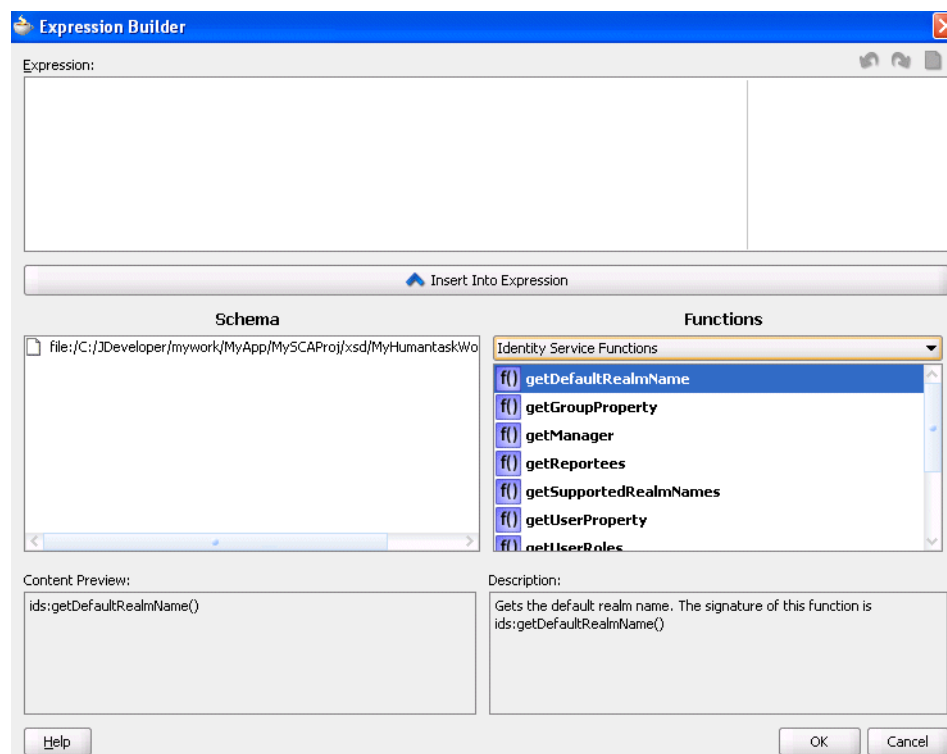 Expression Builder
Expression:
Insert Into Expression
Schema
file:/C:/JDeveloper/mywork/MyApp/MySCAProj/xsd/MyHumantaskWo
Functions
Identity Service Functions
f() getDefaultRealmName
f() getGroupProperty
f() getManager
f() getReportees
f() getSupportedRealmNames
f() getUserProperty
f() getUserRoles
Content Preview:
ids:getDefaultRealmName()
Description:
Gets the default realm name. The signature of this function is
ids:getDefaultRealmName()
Help
OK
Cancel